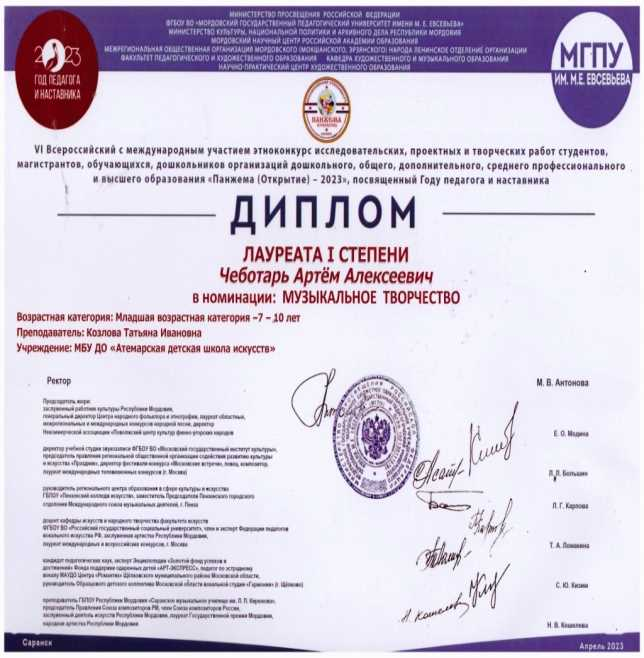 МИНИСТЕРСТВО ПРОСВЕЩЕНИЯ РОССИЙСКОЙ ФЕДЕРАЦИИ
ФГБОУ ВО «МОРДОВСКИЙ ГОСУДАРСТВЕННЫЙ ПЕДАГОГИЧЕСКИЙ УНИВЕРСИТЕТ ИМЕНИ М. Е. ЕВСЕВЬЕВА»
МИНИСТЕРСТВО КУЛЬТУРЫ, НАЦИОНАЛЬНОЙ ПОЛИТИКИ И АРХИВНОГО ДЕЛА РЕСПУБЛИКИ МОРДОВИЯ
МОРДОВСКИЙ НАУЧНЫЙ ЦЕНТР РОССИЙСКОЙ АКАДЕМИИ ОБРАЗОВАНИЯ
МЕЖРЕГИОНАЛЬНАЯ ОБЩЕСТВЕННАЯ ОРГАНИЗАЦИЯ МОРДОВСКОГО (МОКШАНСКОГО, ЭРЗЯНСКОГО) НАРОДА ЛЕНИНСКОЕ ОТДЕЛЕНИЕ ОРГАНИЗАЦИИ
ФАКУЛЬТЕТ ПЕДАГОГИЧЕСКОГО И ХУДОЖЕСТВЕННОГО ОБРАЗОВАНИЯ КАФЕДРА ХУДОЖЕСТВЕННОГО И МУЗЫКАЛЬНОГО ОБРАЗОВАНИЯ
НАУЧНО-ПРАКТИЧЕСКИЙ ЦЕНТР ХУДОЖЕСТВЕННОГО ОБРАЗОВАНИЯ
2023
ГОД ПЕДАГОГА
И НАСТАВНИКА
МГПУ
ИМ. М.Е. ЕВСЕВЬЕВА
ПАНЖЕМА
VI Всероссийский с международным участием этноконкурс исследовательских, проектных и творческих работ студентов,
магистрантов, обучающихся, дошкольников организаций дошкольного, общего, дополнительного, среднего профессионального
и высшего образования «Панжема (Открытие) – 2023», посвященный Году педагога и наставника
ДИПЛОМ
ЛАУРЕАТА I СТЕПЕНИ
Чеботарь Артём Алексеевич
в номинации: МУЗЫКАЛЬНОЕ ТВОРЧЕСТВО
Возрастная категория: Младшая возрастная категория –7 – 10 лет
Преподаватель: Козлова Татьяна Ивановна
Учреждение: МБУ ДО «Атемарская детская школа искусств»
Ректор
М. В. Антонова
Председатель жюри:
заслуженный работник культуры Республики Мордовия,
генеральный директор Центра народного фольклора и этнографии, лауреат областных,
межрегиональных и международных конкурсов народной песни, директор
Некоммерческой ассоциации «Поволжский центр культур финно-угорских народов
Е. О. Модина
директор учебной студии звукозаписи ФГБОУ ВО «Московский государственный институт культуры»,
председатель правления региональной общественной организации содействия развитию культуры
и искусства «Праздник», директор фестиваля-конкурса «Московские встречи», певец, композитор,
лауреат международных телевизионных конкурсов (г. Москва)
Л. Л. Большин
руководитель регионального центра образования в сфере культуры и искусства
ГБПОУ «Пензенский колледж искусств», заместитель Председателя Пензенского городского
отделения Международного союза музыкальных деятелей, г. Пенза
Л. Г. Карпова
доцент кафедры искусств и народного творчества факультета искусств
ФГБОУ ВО «Российский государственный социальный университет», член и эксперт Федерации педагогов
вокального искусства РФ, заслуженная артистка Республики Мордовия,
лауреат международных и всероссийских конкурсов, г. Москва
Т. А. Ломакина
кандидат педагогических наук, эксперт Энциклопедии «Золотой фонд успехов и
достижений» Фонда поддержки одаренных детей «АРТ-ЭКСПРЕСС», педагог по эстрадному
вокалу МАУДО Центра «Романтик» Щёлковского муниципального района Московской области,
руководитель Образцового детского коллектива Московской области вокальной студии «Гармония» (г. Щёлково)
С. Ю. Кизим
преподаватель ГБПОУ Республики Мордовия «Саранское музыкальное училище им. Л. П. Кирюкова»,
председатель Правления Союза композиторов РМ, член Союза композиторов России,
заслуженный деятель искусств Республики Мордовия, лауреат Государственной премии Мордовии,
народная артистка Республики Мордовия
Н. В. Кошелева
Саранск
Апрель 2023